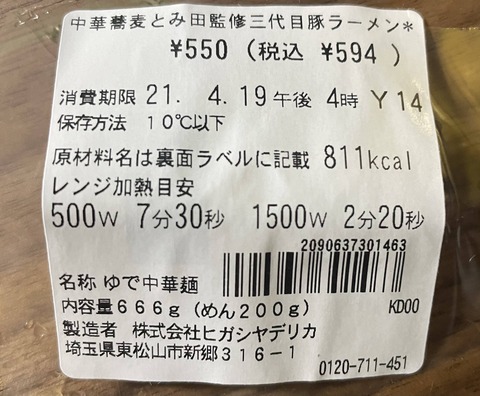 中華蕎麦とみ田監修三代目豚ラーメン*
¥550(税込 ¥594)
消費期限 21. 4.19午後 4時 Y14
保存方法 10℃以下
原材料名は裏面ラベルに記載 811kcal
レンジ加熱目安
500W 7分30秒 1500W 2分20秒
2090637301463
名称 ゆで中華麺
内容量666g(めん200g) KD00
製造者 株式会社ヒガシヤデリカ
埼玉県東松山市新郷316-1
0120-711-451